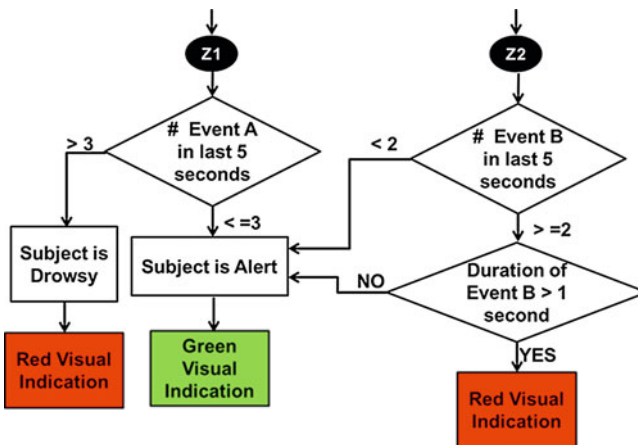 Z1
Z2
# Event A
in last 5
seconds
# Event B
in last 5
seconds
> 3
< 2
< =3
> =2
Subject is
Drowsy
Subject is Alert
NO
Duration of
Event B > 1
second
YES
Red Visual
Indication
Green
Visual
Indication
Red Visual
Indication